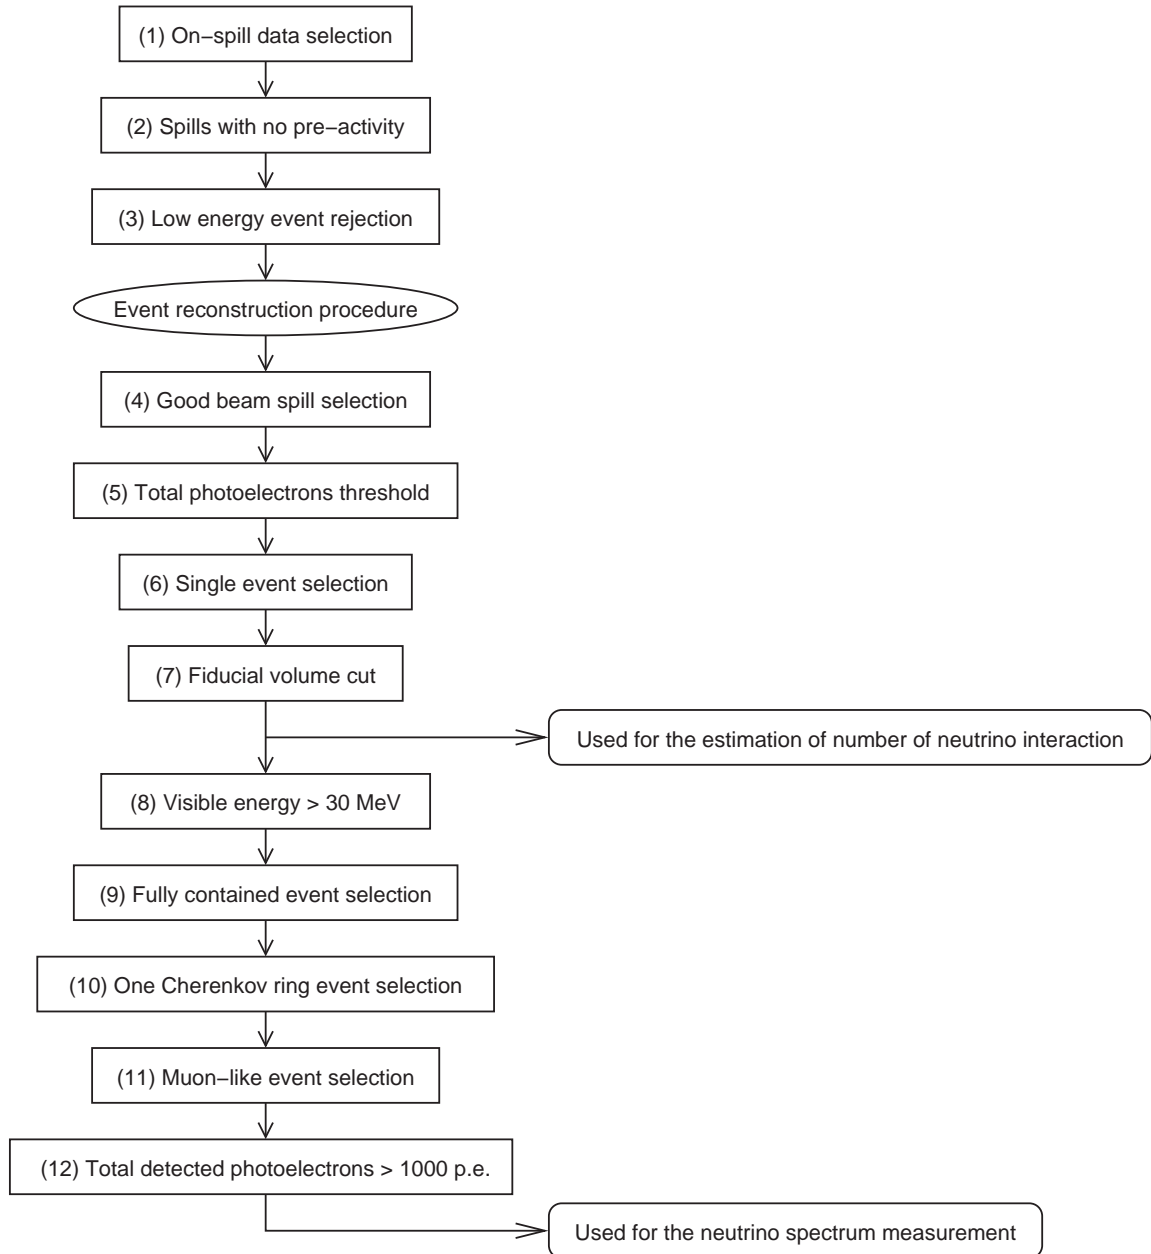 (1) On−spill data selection
(2) Spills with no pre−activity
(3) Low energy event rejection
Event reconstruction procedure
(4) Good beam spill selection
(5) Total photoelectrons threshold
(6) Single event selection
(7) Fiducial volume cut
Used for the estimation of number of neutrino interaction
(8) Visible energy > 30 MeV
(9) Fully contained event selection
(10) One Cherenkov ring event selection
(11) Muon−like event selection
(12) Total detected photoelectrons > 1000 p.e.
Used for the neutrino spectrum measurement